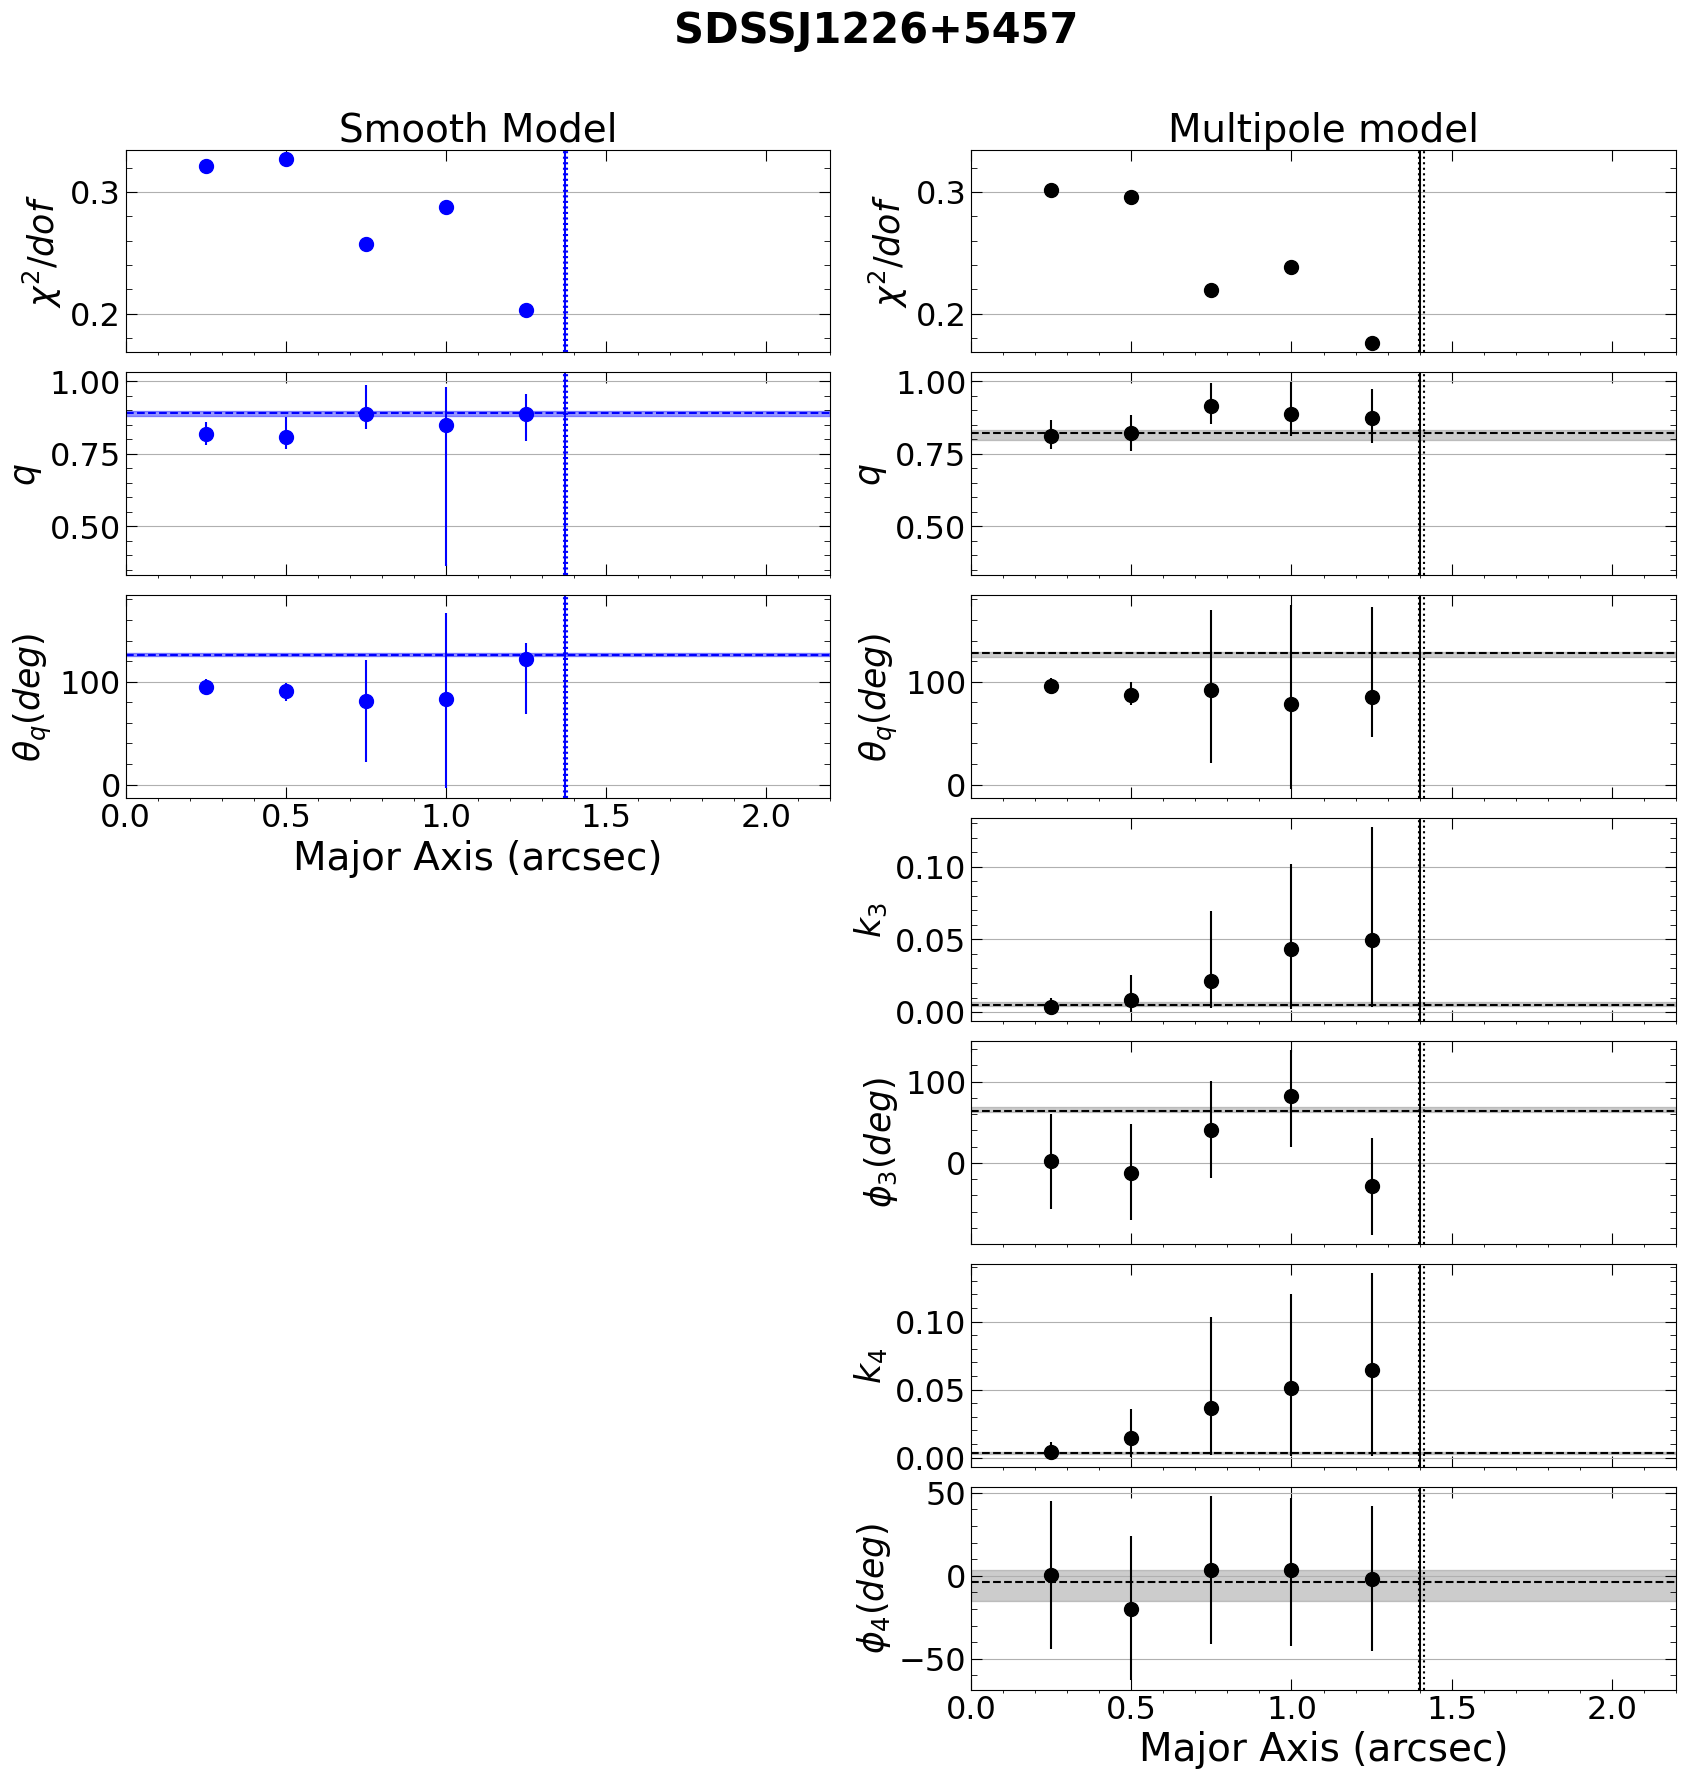 SDSSJ1226+5457
Smooth Model
Multipole model
0.3
0.2
χ²/dof
0.3
0.2
χ²/dof
1.00
0.75
0.50
q
1.00
0.75
0.50
q
100
0
θ_q(deg)
0.0 0.5 1.0 1.5 2.0
Major Axis (arcsec)
100
0
θ_q(deg)
0.10
0.05
0.00
k₃
100
0
ϕ₃(deg)
0.10
0.05
0.00
k₄
50
0
−50
ϕ₄(deg)
0.0 0.5 1.0 1.5 2.0
Major Axis (arcsec)